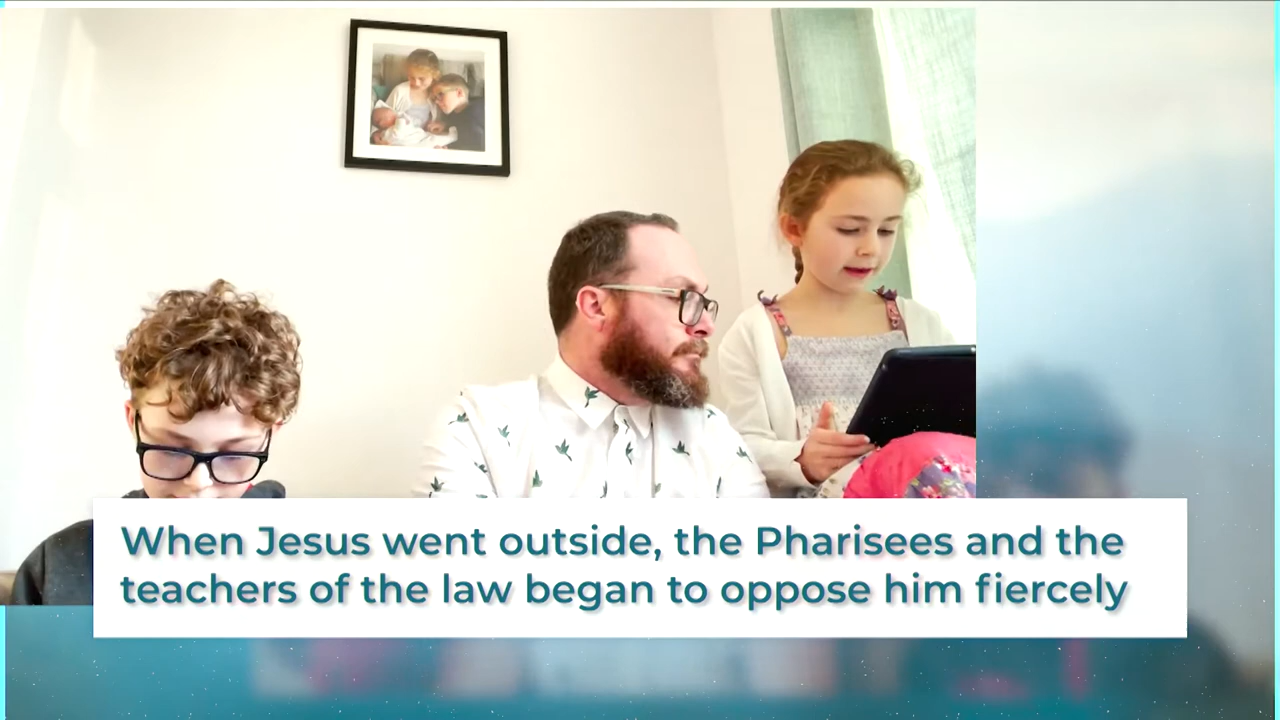 When Jesus went outside, the Pharisees and the
teachers of the law began to oppose him fiercely